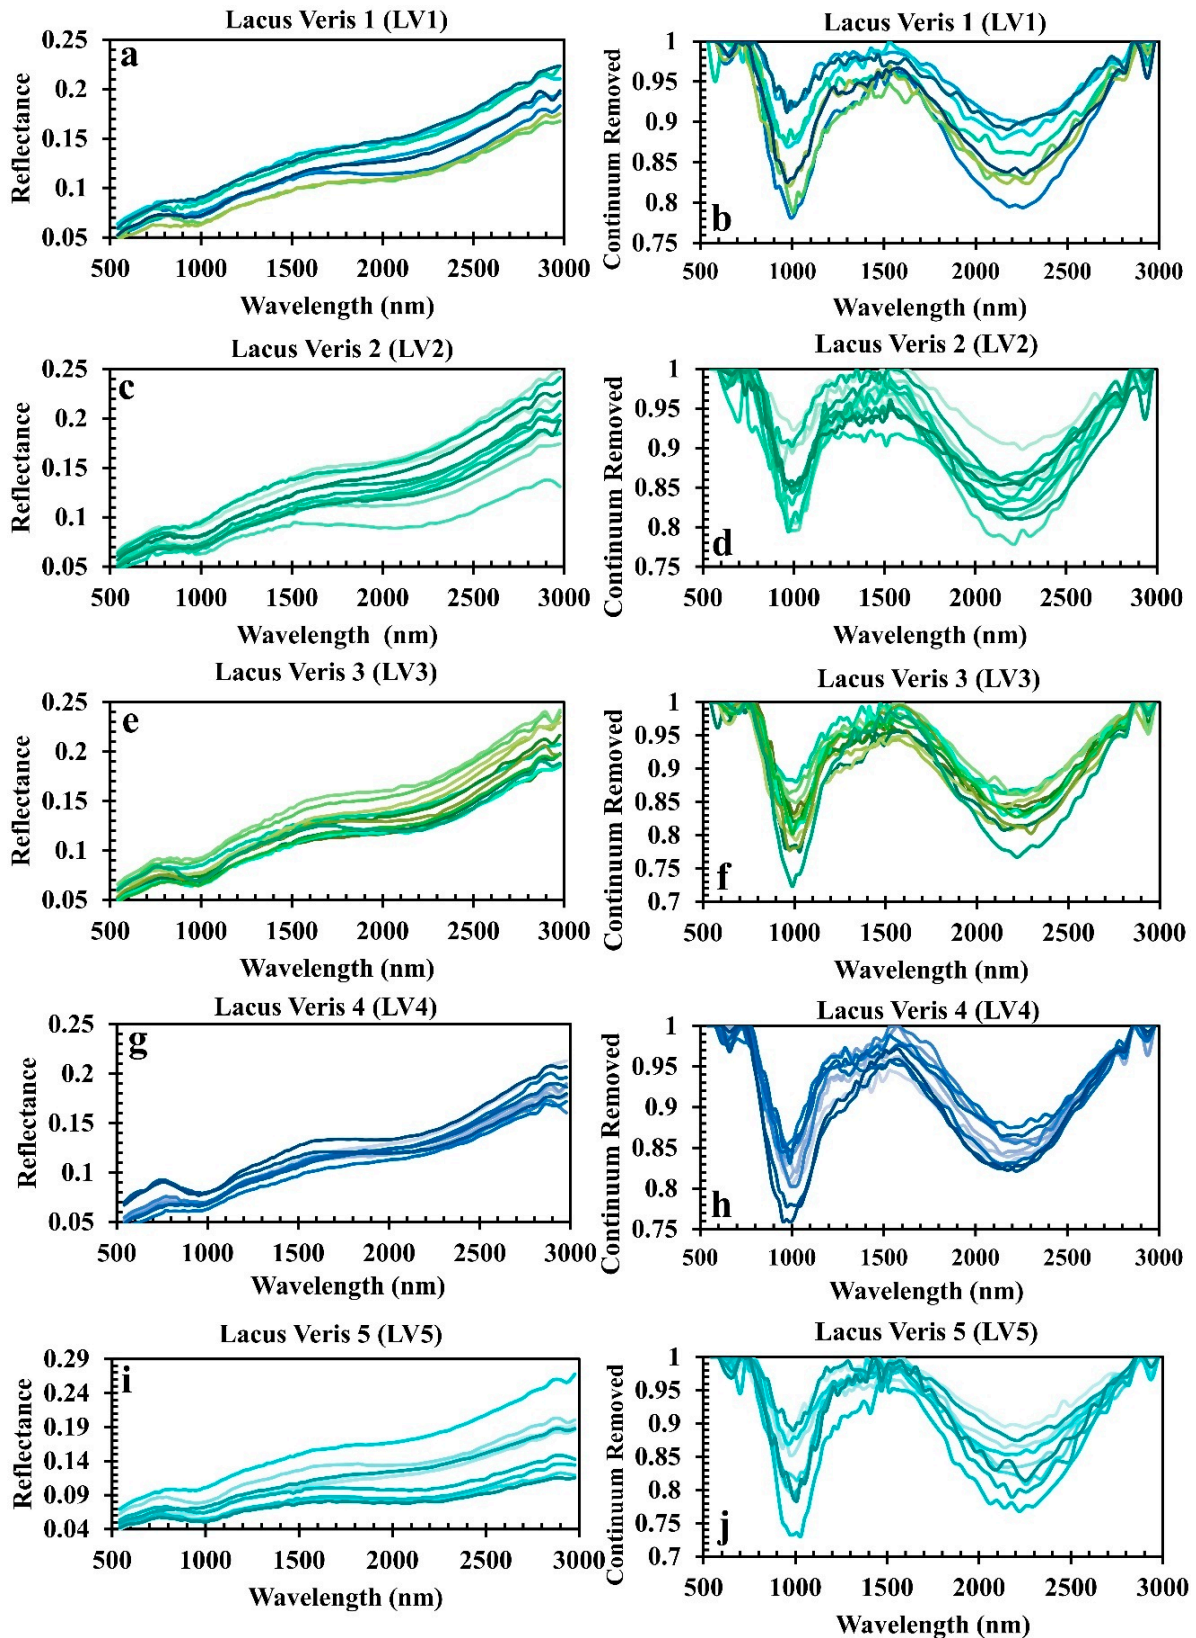 Lacus Veris 1 (LV1)
a
0.25
0.2
0.15
0.1
0.05
Reflectance
500 1000 1500 2000 2500 3000
Wavelength (nm)
Lacus Veris 1 (LV1)
b
1
0.95
0.9
0.85
0.8
0.75
Continuum Removed
500 1000 1500 2000 2500 3000
Wavelength (nm)
Lacus Veris 2 (LV2)
c
0.25
0.2
0.15
0.1
0.05
Reflectance
500 1000 1500 2000 2500 3000
Wavelength (nm)
Lacus Veris 2 (LV2)
d
1
0.95
0.9
0.85
0.8
0.75
Continuum Removed
500 1000 1500 2000 2500 3000
Wavelength (nm)
Lacus Veris 3 (LV3)
e
0.25
0.2
0.15
0.1
0.05
Reflectance
500 1000 1500 2000 2500 3000
Wavelength (nm)
Lacus Veris 3 (LV3)
f
1
0.95
0.9
0.85
0.8
0.75
0.7
Continuum Removed
500 1000 1500 2000 2500 3000
Wavelength (nm)
Lacus Veris 4 (LV4)
g
0.25
0.2
0.15
0.1
0.05
Reflectance
500 1000 1500 2000 2500 3000
Wavelength (nm)
Lacus Veris 4 (LV4)
h
1
0.95
0.9
0.85
0.8
0.75
Continuum Removed
500 1000 1500 2000 2500 3000
Wavelength (nm)
Lacus Veris 5 (LV5)
i
0.29
0.24
0.19
0.14
0.09
0.04
Reflectance
500 1000 1500 2000 2500 3000
Wavelength (nm)
Lacus Veris 5 (LV5)
j
1
0.95
0.9
0.85
0.8
0.75
0.7
Continuum Removed
500 1000 1500 2000 2500 3000
Wavelength (nm)